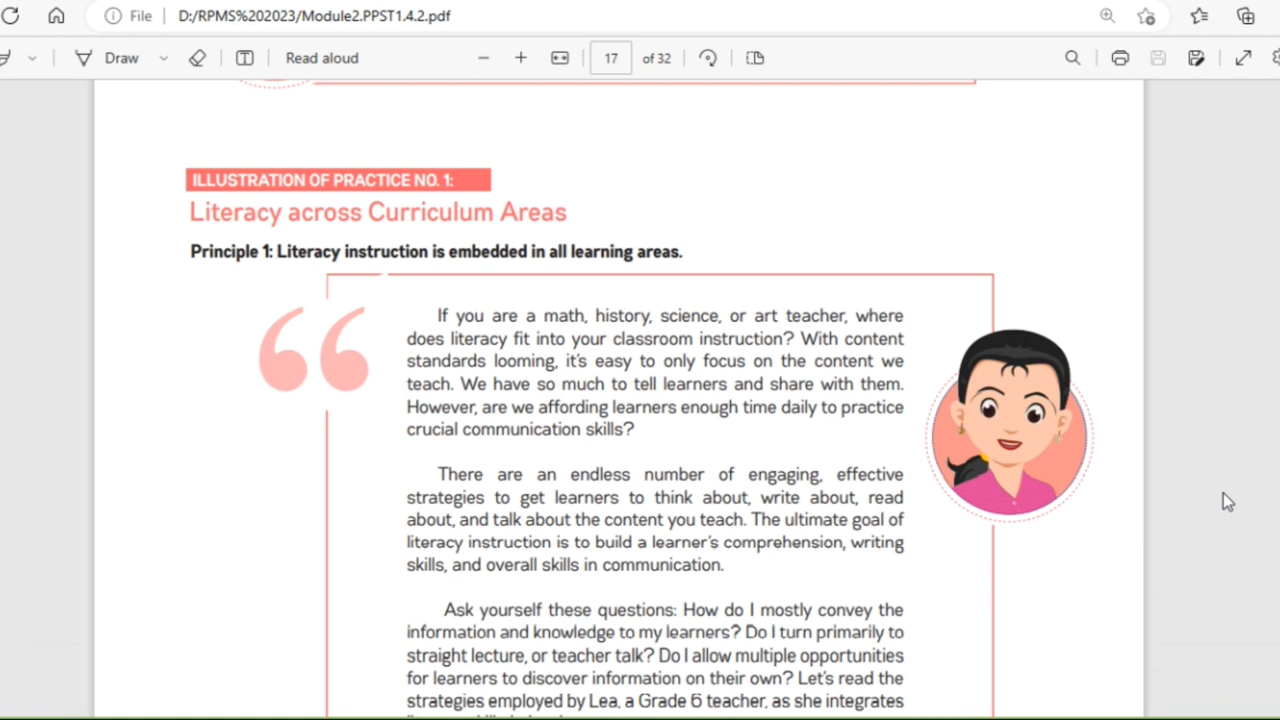 File D:/RPMS%202023/Module2.PPST1.4.2.pdf
Draw Read aloud 17 of 32
ILLUSTRATION OF PRACTICE NO. 1:
Literacy across Curriculum Areas
Principle 1: Literacy instruction is embedded in all learning areas.
If you are a math, history, science, or art teacher, where
does literacy fit into your classroom instruction? With content
standards looming, it's easy to only focus on the content we
teach. We have so much to tell learners and share with them.
However, are we affording learners enough time daily to practice
crucial communication skills?
There are an endless number of engaging, effective
strategies to get learners to think about, write about, read
about, and talk about the content you teach. The ultimate goal of
literacy instruction is to build a learner's comprehension, writing
skills, and overall skills in communication.
Ask yourself these questions: How do I mostly convey the
information and knowledge to my learners? Do I turn primarily to
straight lecture, or teacher talk? Do I allow multiple opportunities
for learners to discover information on their own? Let's read the
strategies employed by Lea, a Grade 6 teacher, as she integrates